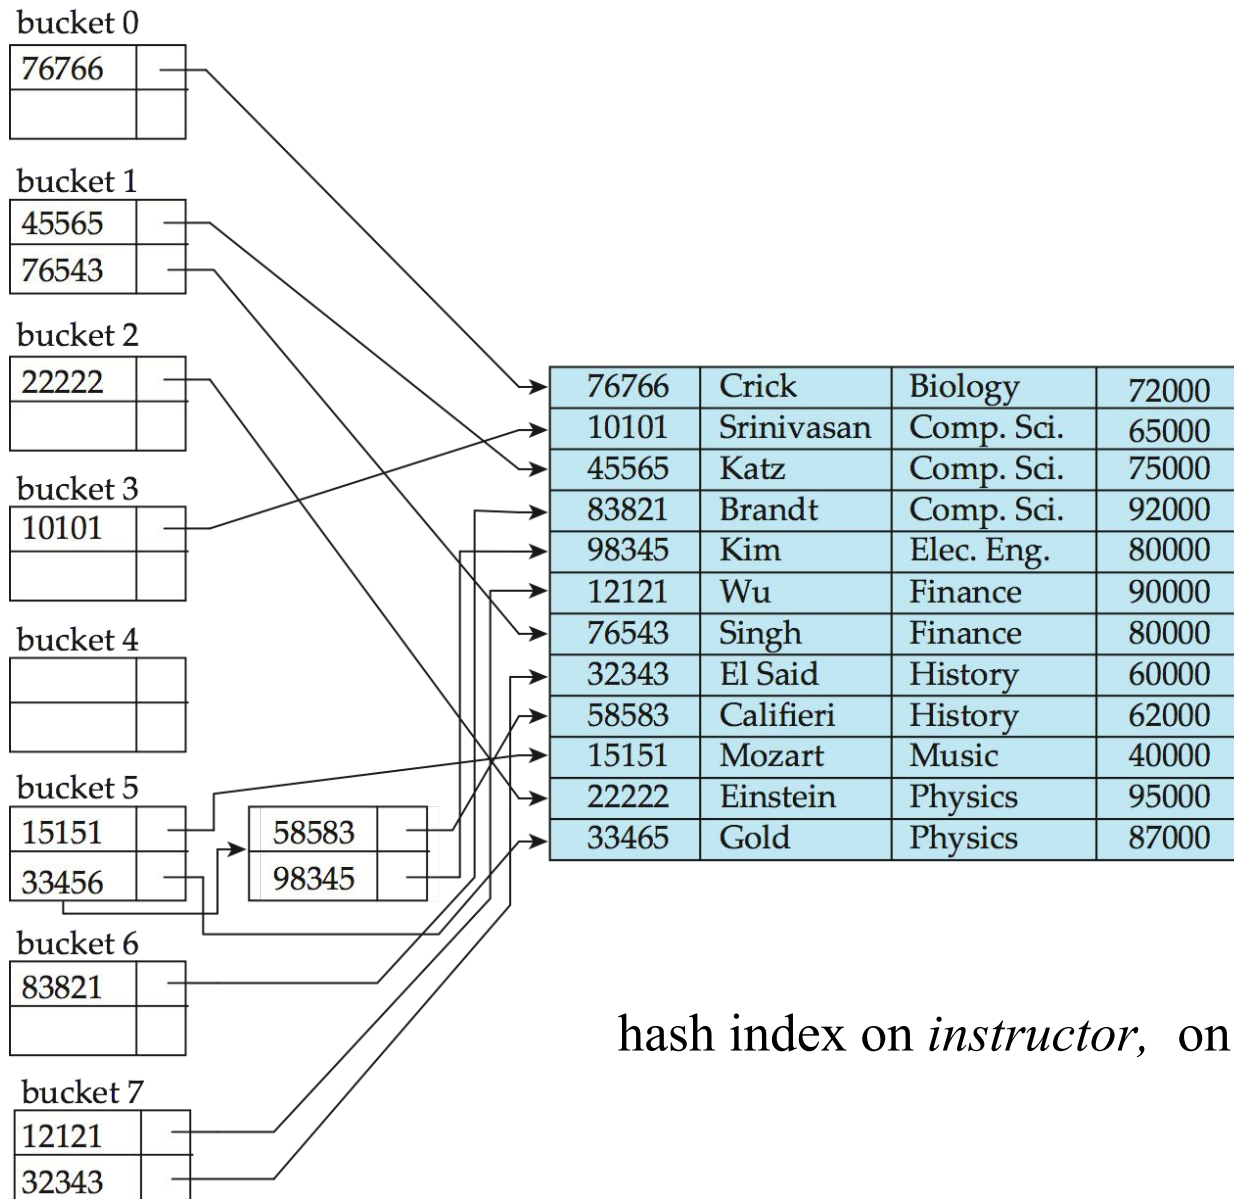 bucket 0
76766
bucket 1
45565
76543
bucket 2
22222
bucket 3
10101
bucket 4
bucket 5
15151
33456
58583
98345
bucket 6
83821
bucket 7
12121
32343
76766 Crick Biology 72000
10101 Srinivasan Comp. Sci. 65000
45565 Katz Comp. Sci. 75000
83821 Brandt Comp. Sci. 92000
98345 Kim Elec. Eng. 80000
12121 Wu Finance 90000
76543 Singh Finance 80000
32343 El Said History 60000
58583 Califieri History 62000
15151 Mozart Music 40000
22222 Einstein Physics 95000
33465 Gold Physics 87000
hash index on instructor, on